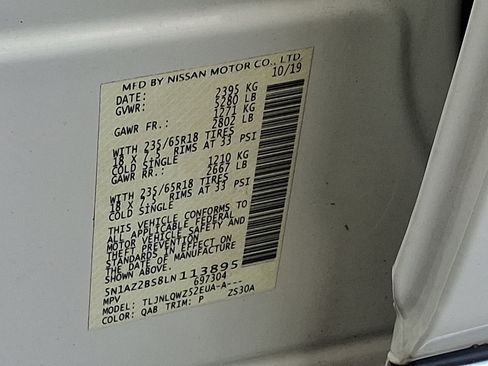 MFD BY NISSAN MOTOR CO., LTD
DATE: 10/19
GVWR: 2395 KG
5280 LB
GAWR FR.: 1271 KG
2802 LB
WITH 235/65R18 TIRES
18 X 7.5 RIMS AT 33 PSI
COLD SINGLE
GAWR RR.: 1210 KG
2667 LB
WITH 235/65R18 TIRES
18 X 7.5 RIMS AT 33 PSI
COLD SINGLE
THIS VEHICLE CONFORMS TO
ALL APPLICABLE FEDERAL
MOTOR VEHICLE SAFETY AND
THEFT PREVENTION
STANDARDS IN EFFECT ON
THE DATE OF MANUFACTURE
SHOWN ABOVE.
5N1AZ2BS8LN113895
MPV 697304
MODEL: TLJNLQWZ52EUA-A---
COLOR: QAB TRIM: P ZS30A